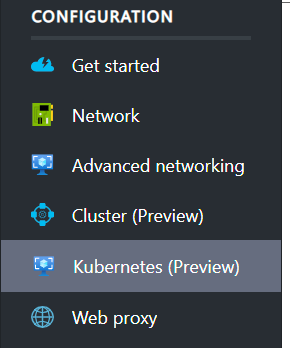 CONFIGURATION
Get started
Network
Advanced networking
Cluster (Preview)
Kubernetes (Preview)
Web proxy